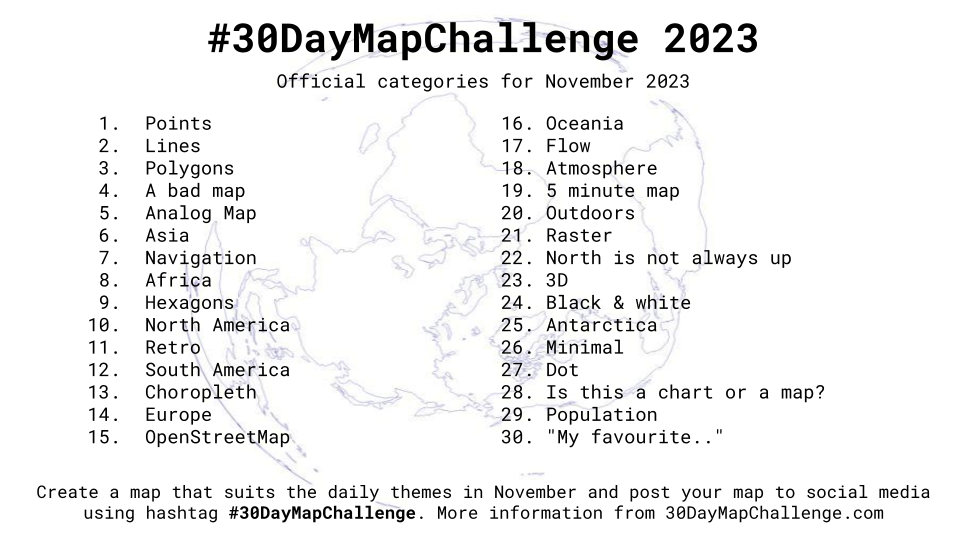 #30DayMapChallenge 2023
Official categories for November 2023
1. Points
2. Lines
3. Polygons
4. A bad map
5. Analog Map
6. Asia
7. Navigation
8. Africa
9. Hexagons
10. North America
11. Retro
12. South America
13. Choropleth
14. Europe
15. OpenStreetMap
16. Oceania
17. Flow
18. Atmosphere
19. 5 minute map
20. Outdoors
21. Raster
22. North is not always up
23. 3D
24. Black & white
25. Antarctica
26. Minimal
27. Dot
28. Is this a chart or a map?
29. Population
30. "My favourite.."
Create a map that suits the daily themes in November and post your map to social media
using hashtag #30DayMapChallenge. More information from 30DayMapChallenge.com